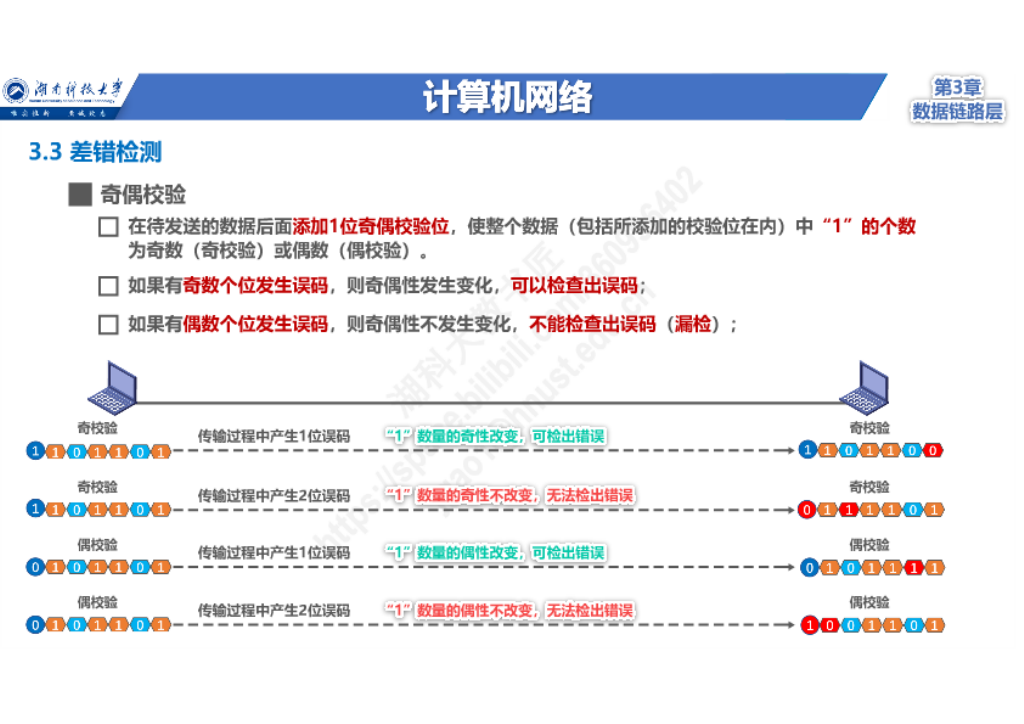 湖南科技大学
计算机网络
第3章
数据链路层
3.3 差错检测
奇偶校验
在待发送的数据后面添加1位奇偶校验位，使整个数据（包括所添加的校验位在内）中“1”的个数
为奇数（奇校验）或偶数（偶校验）。
如果有奇数个位发生误码，则奇偶性发生变化，可以检查出误码；
如果有偶数个位发生误码，则奇偶性不发生变化，不能检查出误码（漏检）；
奇校验 奇校验
传输过程中产生1位误码 “1”数量的奇性改变，可检出错误
1 1 0 1 1 0 1 1 1 0 1 1 0 0
奇校验 奇校验
传输过程中产生2位误码 “1”数量的奇性不改变，无法检出错误
1 1 0 1 1 0 1 0 1 1 1 1 0 1
偶校验 偶校验
传输过程中产生1位误码 “1”数量的偶性改变，可检出错误
0 1 0 1 1 0 1 0 1 0 1 1 1 1
偶校验 偶校验
传输过程中产生2位误码 “1”数量的偶性不改变，无法检出错误
0 1 0 1 1 0 1 1 0 0 1 1 0 1